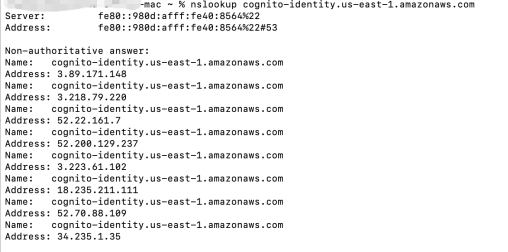 -mac ~ % nslookup cognito-identity.us-east-1.amazonaws.com
Server: fe80::980d:afff:fe40:8564%22
Address: fe80::980d:afff:fe40:8564%22#53

Non-authoritative answer:
Name: cognito-identity.us-east-1.amazonaws.com
Address: 3.89.171.148
Name: cognito-identity.us-east-1.amazonaws.com
Address: 3.218.79.220
Name: cognito-identity.us-east-1.amazonaws.com
Address: 52.22.161.7
Name: cognito-identity.us-east-1.amazonaws.com
Address: 52.200.129.237
Name: cognito-identity.us-east-1.amazonaws.com
Address: 3.223.61.102
Name: cognito-identity.us-east-1.amazonaws.com
Address: 18.235.211.111
Name: cognito-identity.us-east-1.amazonaws.com
Address: 52.70.88.109
Name: cognito-identity.us-east-1.amazonaws.com
Address: 34.235.1.35